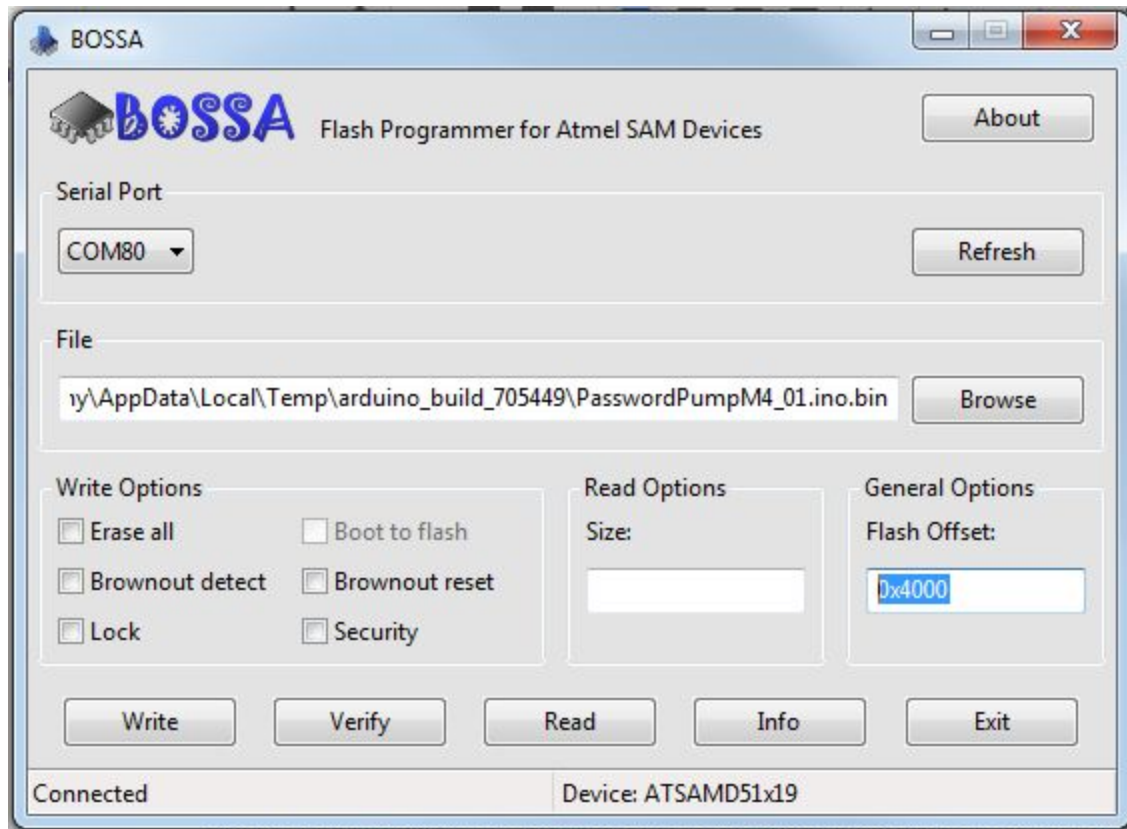 BOSSA
BOSSA Flash Programmer for Atmel SAM Devices About
Serial Port
COM80 Refresh
File
ny\AppData\Local\Temp\arduino_build_705449\PasswordPumpM4_01.ino.bin Browse
Write Options Read Options General Options
Erase all Boot to flash Size: Flash Offset:
Brownout detect Brownout reset 0x4000
Lock Security
Write Verify Read Info Exit
Connected Device: ATSAMD51x19